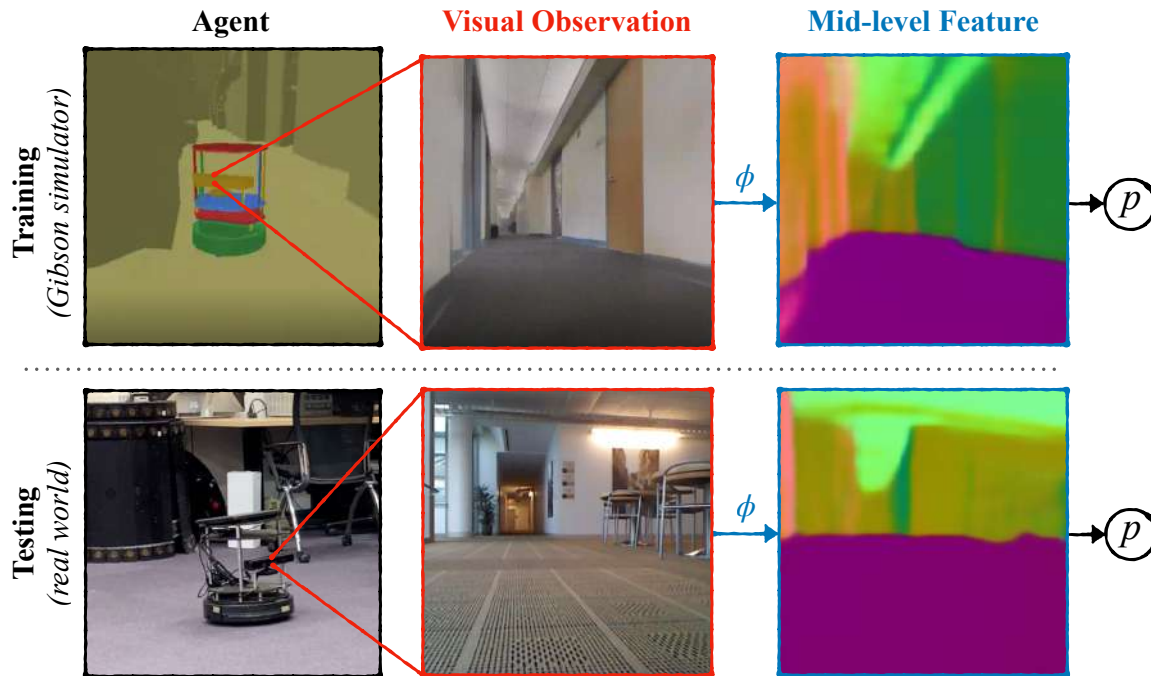 Agent
Visual Observation
Mid-level Feature
Training
(Gibson simulator)
ϕ
p
Testing
(real world)
ϕ
p